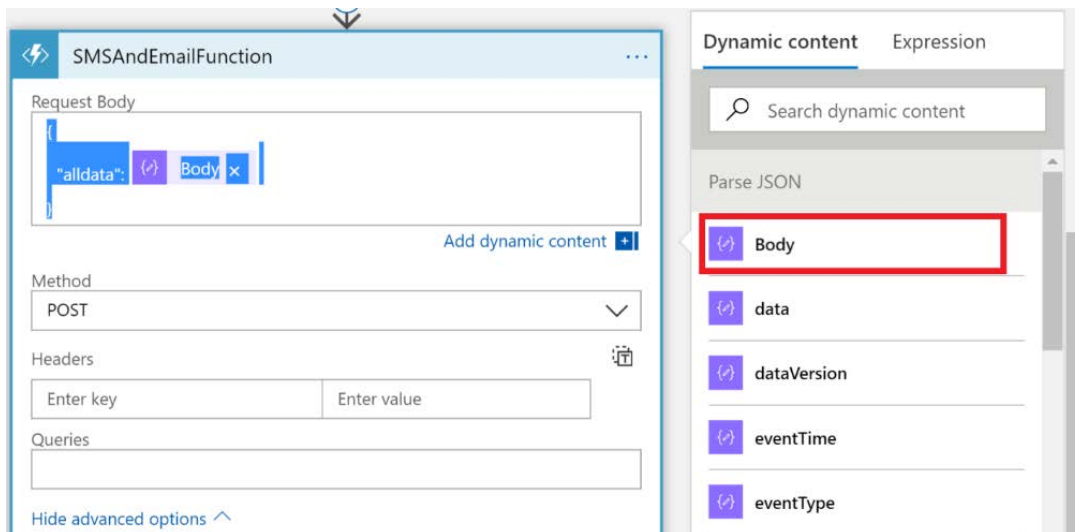 SMSAndEmailFunction
...
Request Body
{
"alldata": Body ×
}
Add dynamic content +
Method
POST
Headers
Enter key Enter value
Queries
Hide advanced options
Dynamic content Expression
Search dynamic content
Parse JSON
Body
data
dataVersion
eventTime
eventType